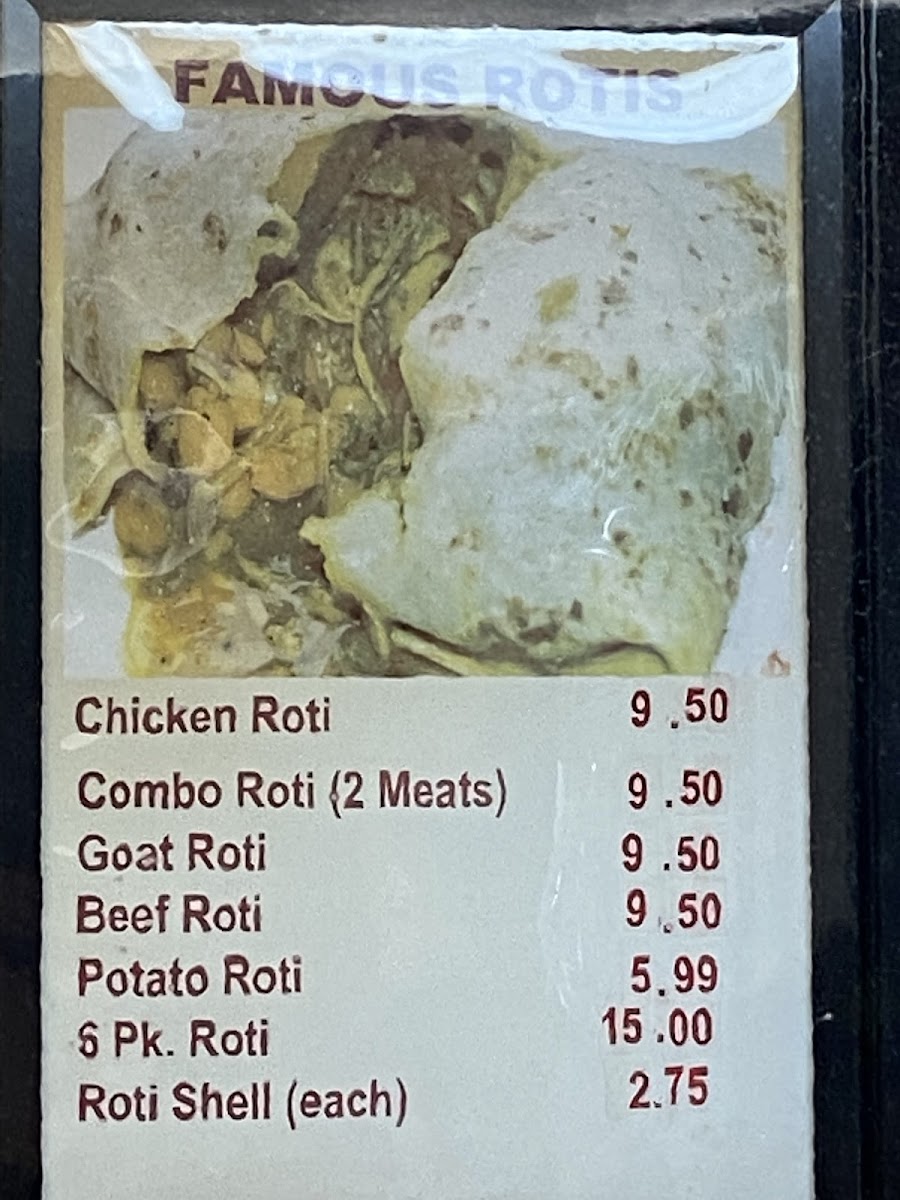 FAMOUS ROTIS
Chicken Roti 9.50
Combo Roti (2 Meats) 9.50
Goat Roti 9.50
Beef Roti 9.50
Potato Roti 5.99
6 Pk. Roti 15.00
Roti Shell (each) 2.75